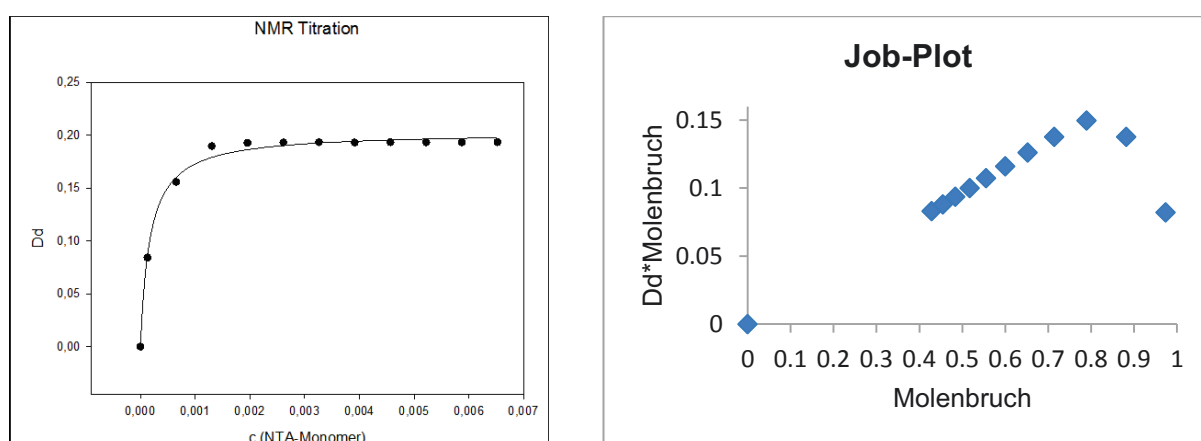 NMR Titration
0,25
0,20
0,15
0,10
0,05
0,00
Dd
0,000 0,001 0,002 0,003 0,004 0,005 0,006 0,007
c (NTA-Monomer)
Job-Plot
0.15
0.1
0.05
0
Dd*Molenbruch
0 0.1 0.2 0.3 0.4 0.5 0.6 0.7 0.8 0.9 1
Molenbruch